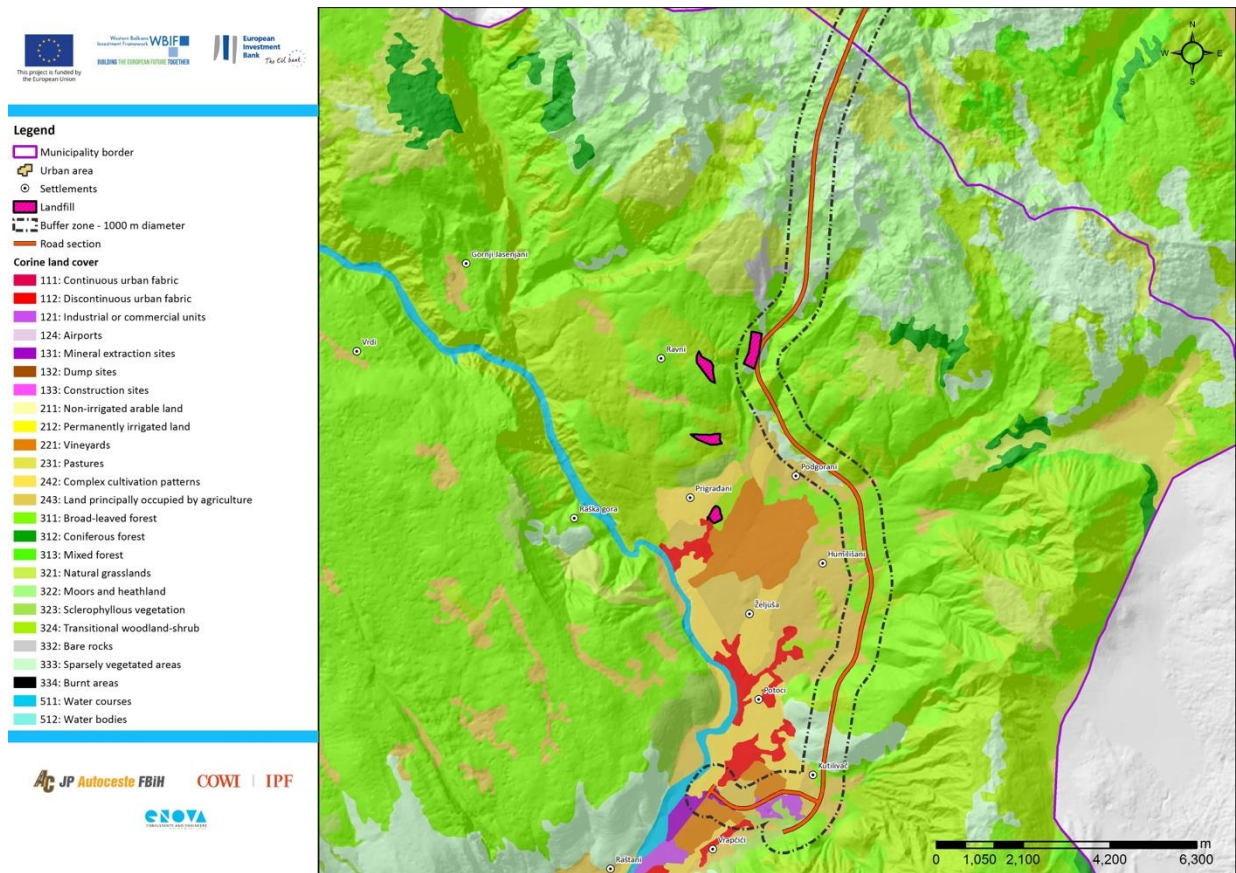 This project is funded by
the European Union
Western Balkans
Investment Framework WBIF
BUILDING THE EUROPEAN FUTURE TOGETHER
European
Investment
Bank
The EU bank
Legend
Municipality border
Urban area
Settlements
Landfill
Buffer zone - 1000 m diameter
Road section
Corine land cover
111: Continuous urban fabric
112: Discontinuous urban fabric
121: Industrial or commercial units
124: Airports
131: Mineral extraction sites
132: Dump sites
133: Construction sites
211: Non-irrigated arable land
212: Permanently irrigated land
221: Vineyards
231: Pastures
242: Complex cultivation patterns
243: Land principally occupied by agriculture
311: Broad-leaved forest
312: Coniferous forest
313: Mixed forest
321: Natural grasslands
322: Moors and heathland
323: Sclerophyllous vegetation
324: Transitional woodland-shrub
332: Bare rocks
333: Sparsely vegetated areas
334: Burnt areas
511: Water courses
512: Water bodies
AC JP Autoceste FBiH
COWI | IPF
ENOVA
CONSULTANTS AND ENGINEERS
N
W E
S
Gornji Jasenjani
Vrdi
Ravni
Podgorani
Prigrađani
Raška gora
Humilišani
Željuša
Potoci
Kutilivač
Vrapčići
Raštani
m
0 1,050 2,100 4,200 6,300